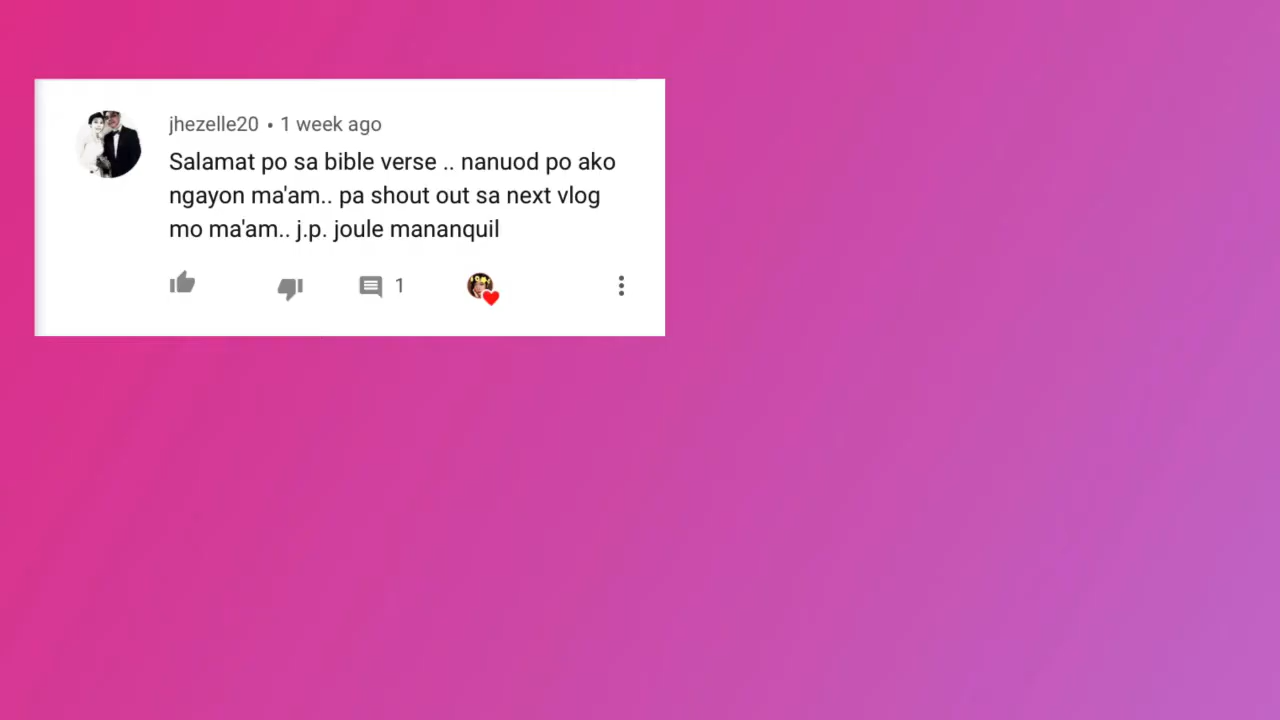 jhezelle20 • 1 week ago
Salamat po sa bible verse .. nanuod po ako
ngayon ma'am.. pa shout out sa next vlog
mo ma'am.. j.p. joule mananquil
1